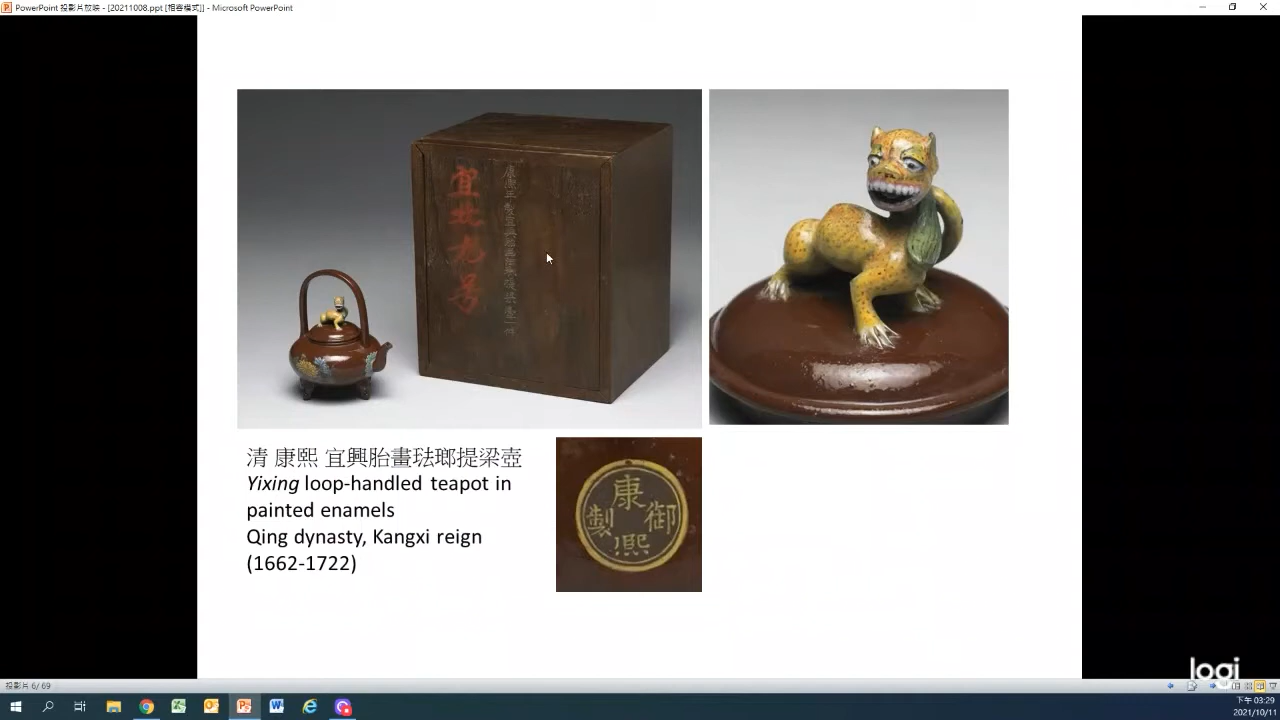 PowerPoint 投影片放映 - [20211008.ppt [相容模式]] - Microsoft PowerPoint
宜
九
号
清 康熙 宜興胎畫琺瑯提梁壺
Yixing loop-handled teapot in
painted enamels
Qing dynasty, Kangxi reign
(1662-1722)
康熙
御製
logi
投影片 6/69
下午 03:29
2021/10/11